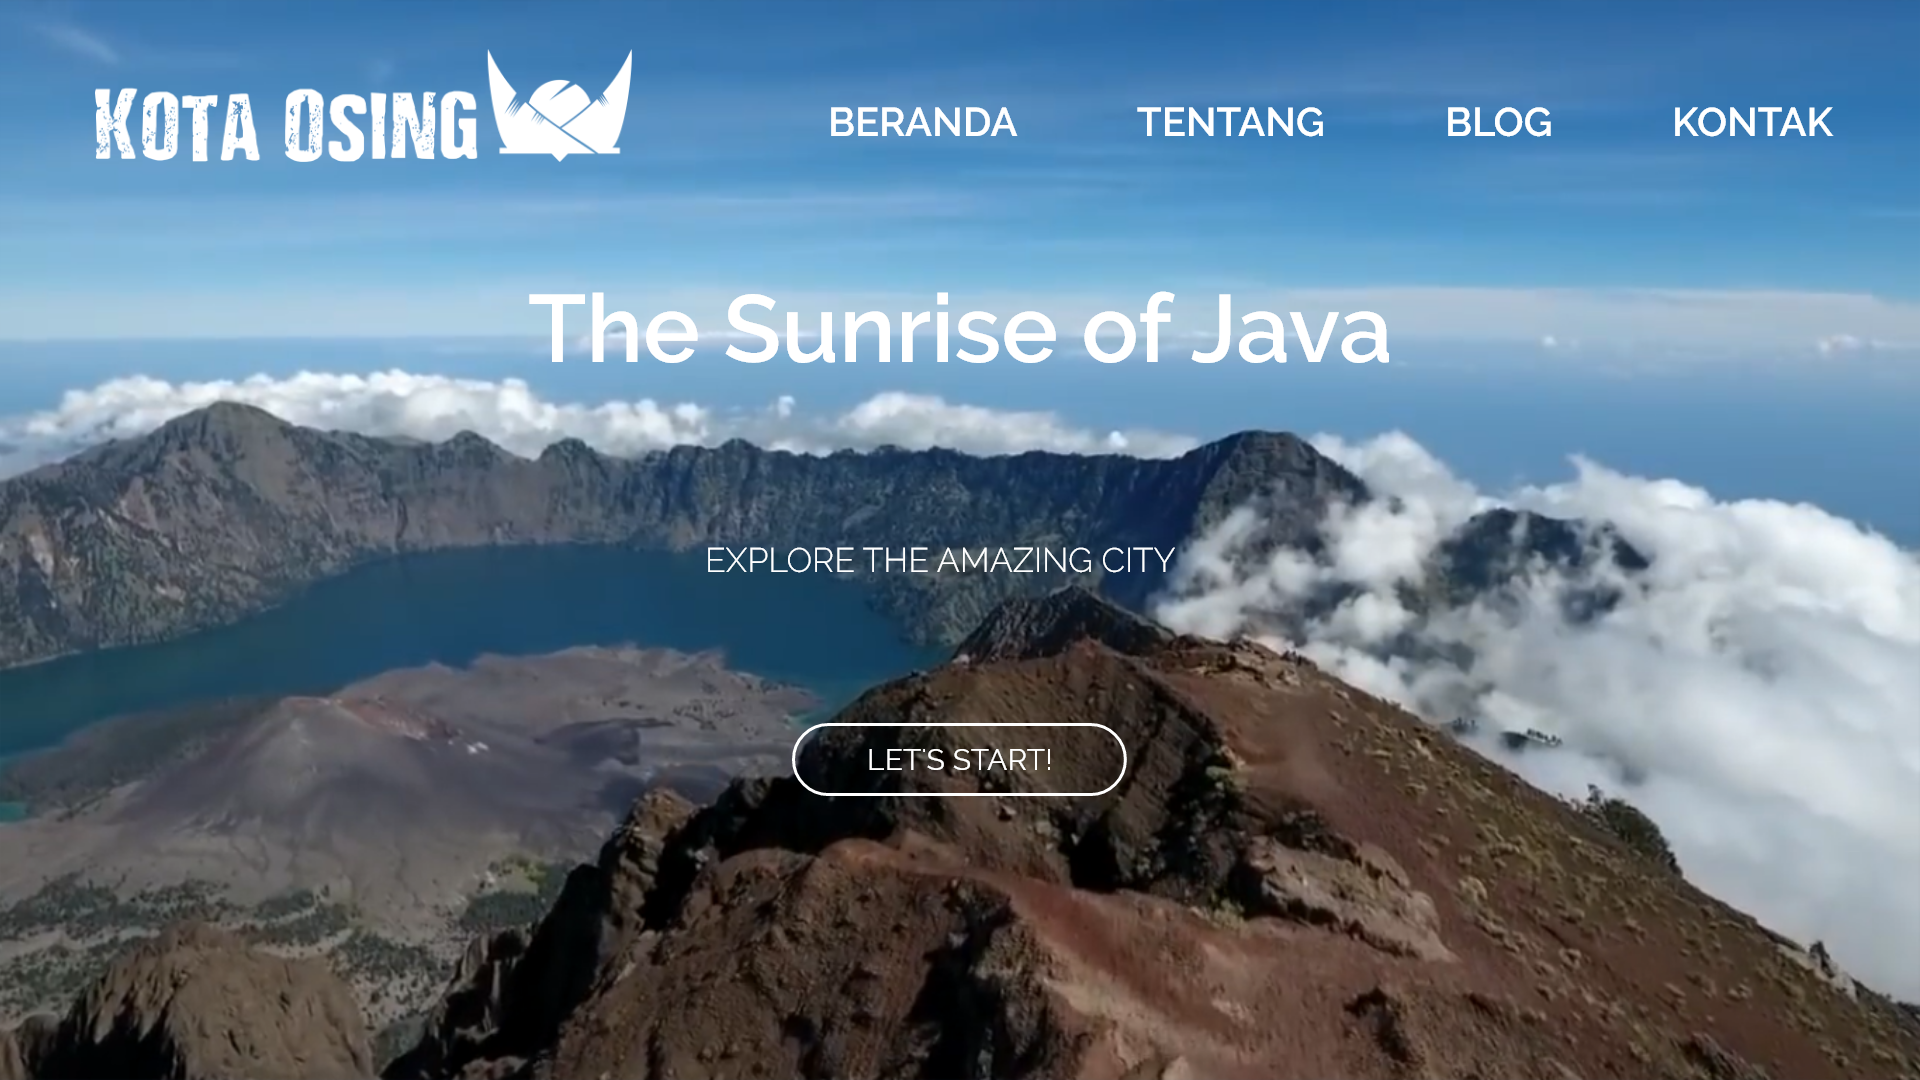 KOTA OSING
BERANDA
TENTANG
BLOG
KONTAK
The Sunrise of Java
EXPLORE THE AMAZING CITY
LET'S START!